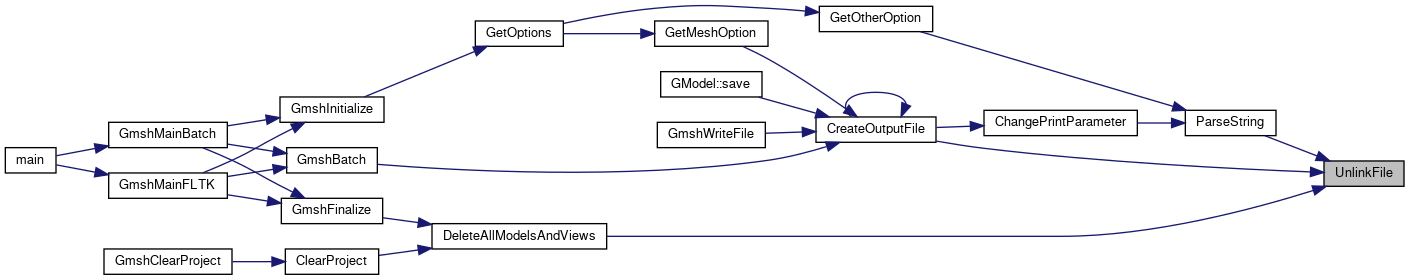 GetOtherOption
GetOptions
GetMeshOption
GModel::save
GmshInitialize
CreateOutputFile
ChangePrintParameter
ParseString
GmshMainBatch
GmshWriteFile
main
GmshBatch
UnlinkFile
GmshMainFLTK
GmshFinalize
DeleteAllModelsAndViews
GmshClearProject
ClearProject